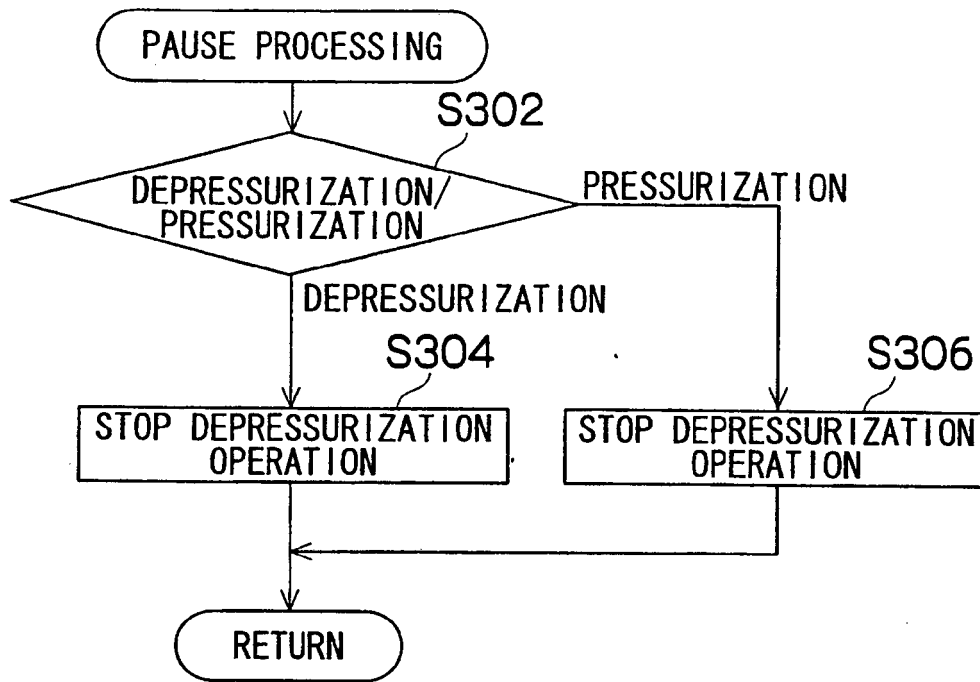 PAUSE PROCESSING
S302
DEPRESSURIZATION/
PRESSURIZATION
PRESSURIZATION
DEPRESSURIZATION
S304
S306
STOP DEPRESSURIZATION
OPERATION
STOP DEPRESSURIZATION
OPERATION
RETURN